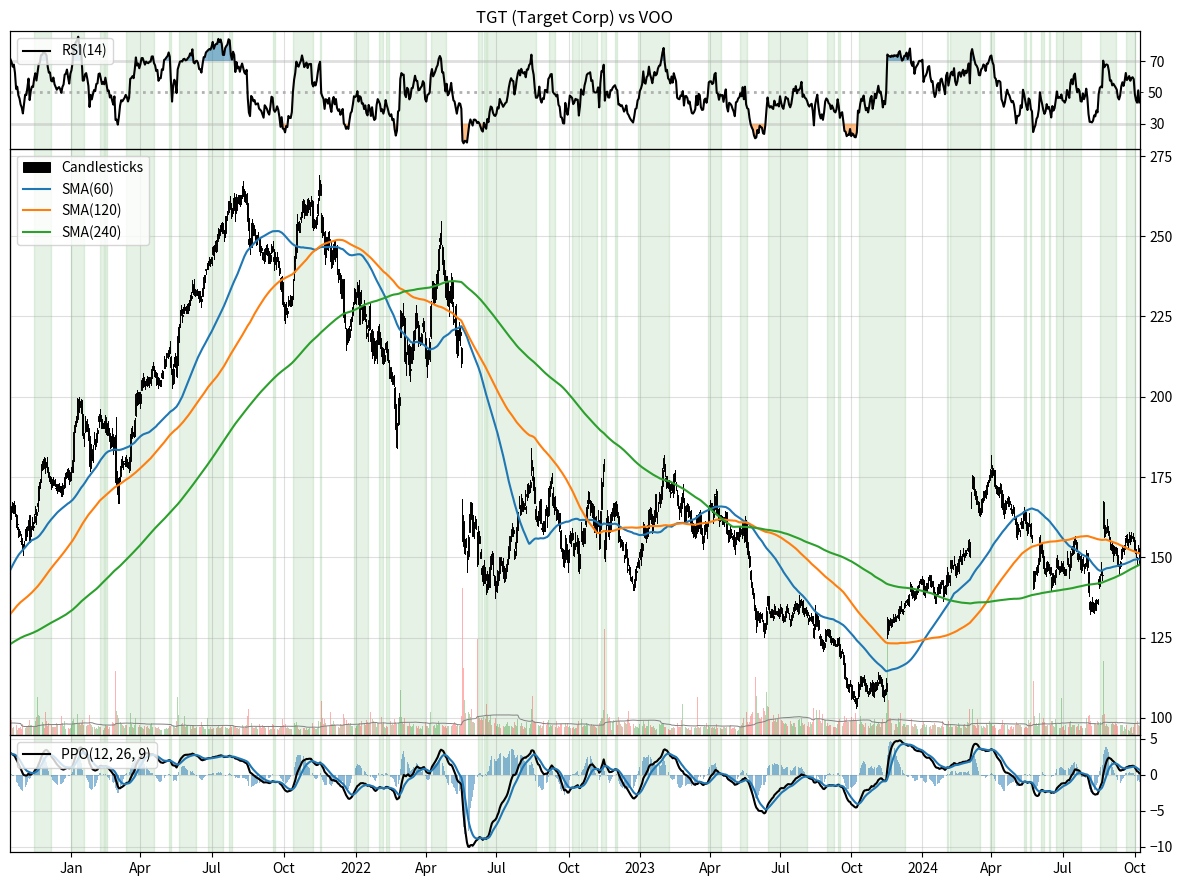 TGT (Target Corp) vs VOO
RSI(14)
70
50
30
Candlesticks
SMA(60)
SMA(120)
SMA(240)
275
250
225
200
175
150
125
100
PPO(12, 26, 9)
5
0
−5
−10
Jan Apr Jul Oct 2022 Apr Jul Oct 2023 Apr Jul Oct 2024 Apr Jul Oct